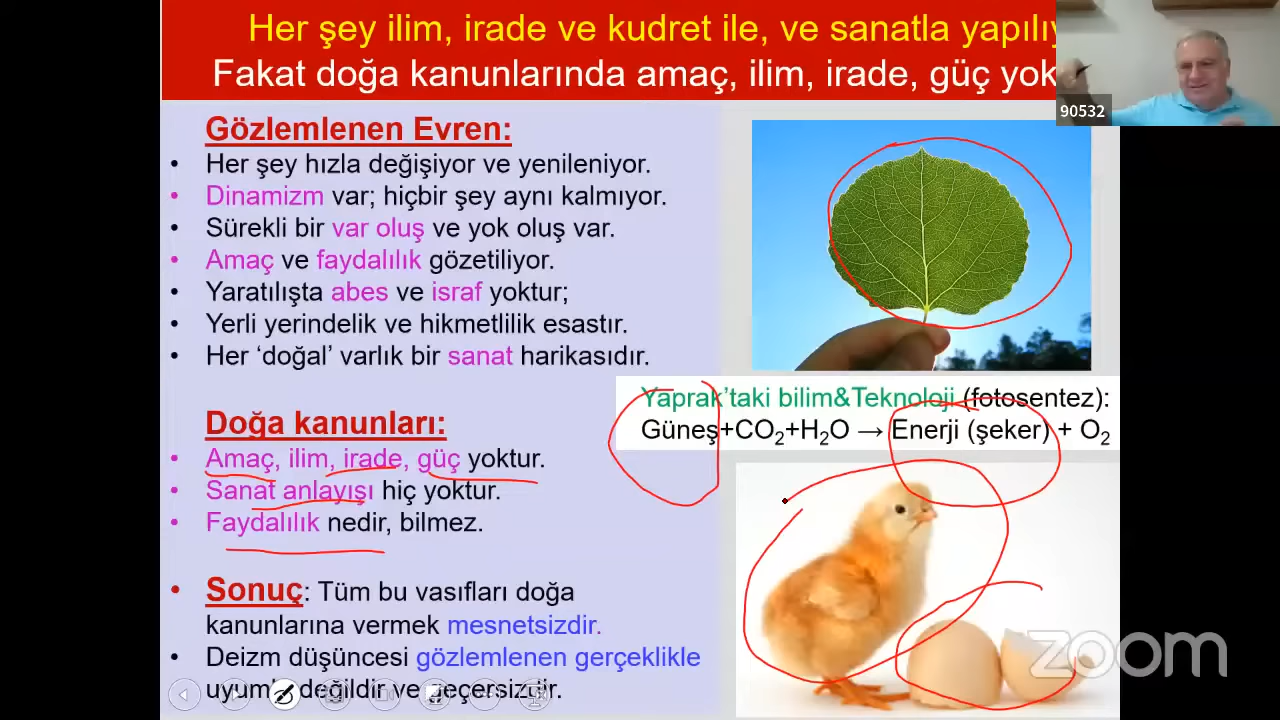 Her şey ilim, irade ve kudret ile, ve sanatla
Fakat doğa kanunlarında amaç, ilim, irade, güç yok
90532
Gözlemlenen Evren:
• Her şey hızla değişiyor ve yenileniyor.
• Dinamizm var; hiçbir şey aynı kalmıyor.
• Sürekli bir var oluş ve yok oluş var.
• Amaç ve faydalılık gözetiliyor.
• Yaratılışta abes ve israf yoktur;
• Yerli yerindelik ve hikmetlilik esastır.
• Her ‘doğal’ varlık bir sanat harikasıdır.
Yaprak’taki bilim&Teknoloji (fotosentez):
Güneş+CO₂+H₂O → Enerji (şeker) + O₂
Doğa kanunları:
• Amaç, ilim, irade, güç yoktur.
• Sanat anlayışı hiç yoktur.
• Faydalılık nedir, bilmez.
• Sonuç: Tüm bu vasıfları doğa
kanunlarına vermek mesnetsizdir.
• Deizm düşüncesi gözlemlenen gerçeklikle
uyumlu değildir ve geçersizdir.
zoom